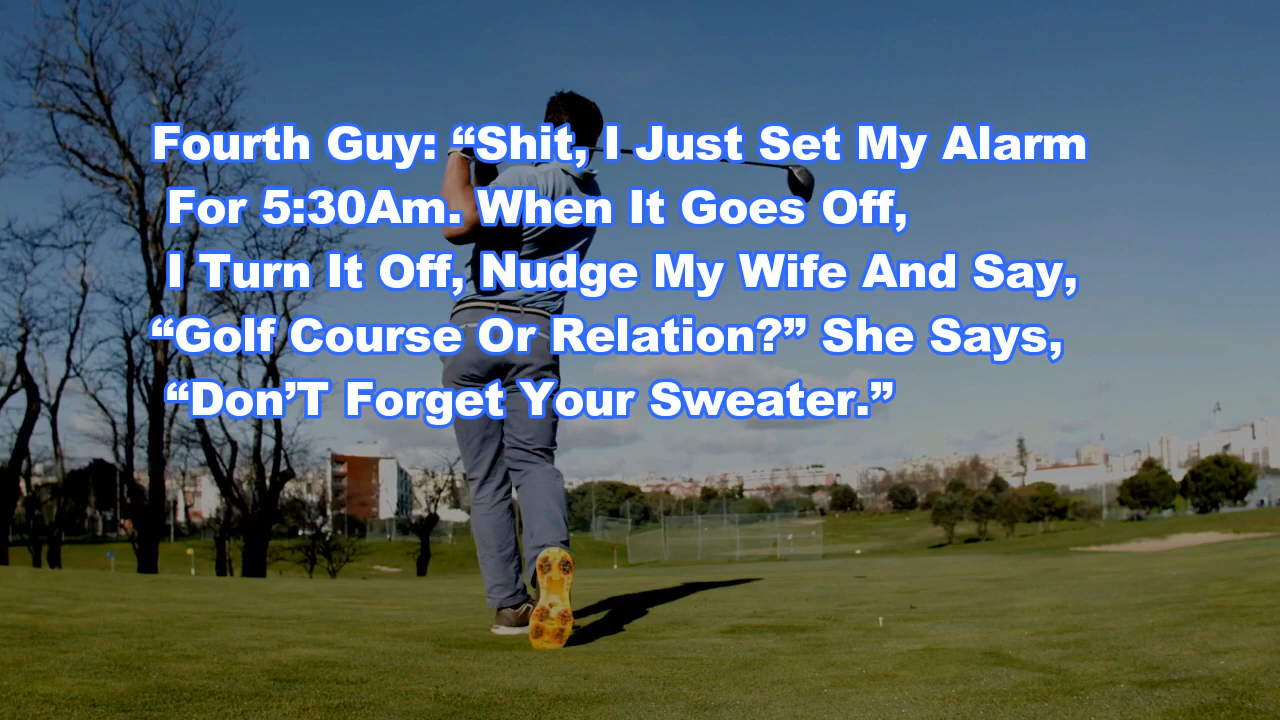 Fourth Guy: “Shit, I Just Set My Alarm
For 5:30Am. When It Goes Off,
I Turn It Off, Nudge My Wife And Say,
“Golf Course Or Relation?” She Says,
“Don’T Forget Your Sweater.”